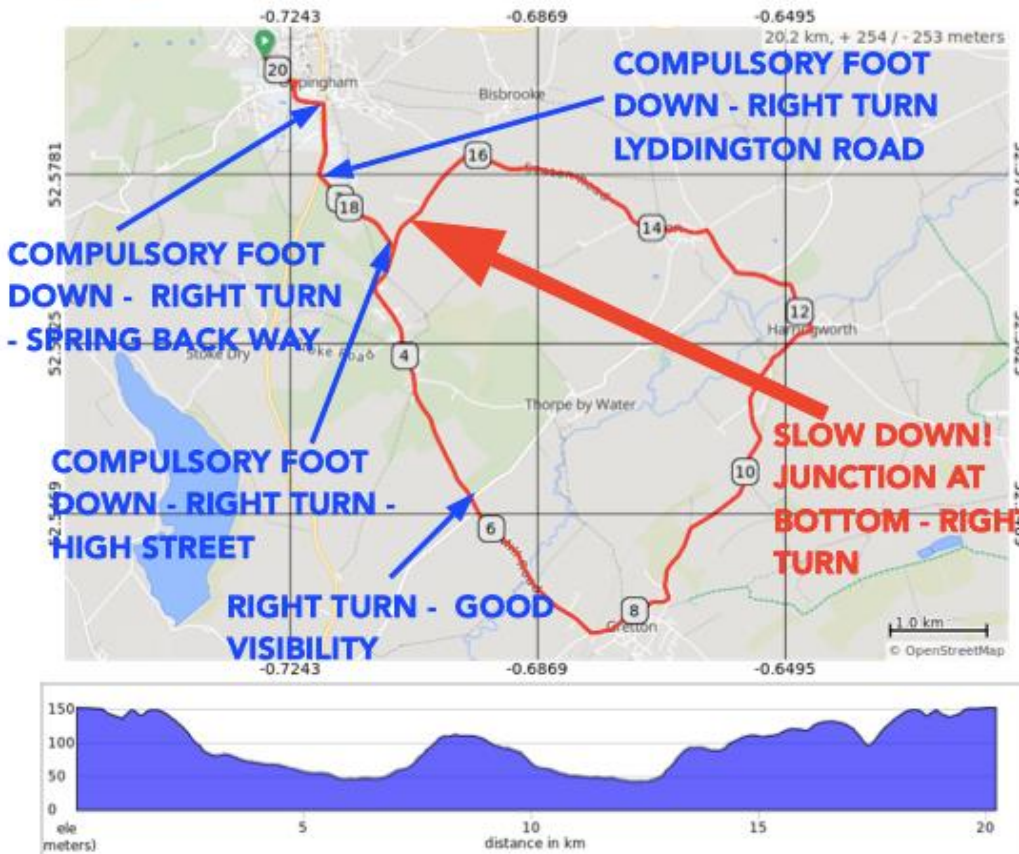 -0.7243
-0.6869
-0.6495
20.2 km, + 254 / - 253 meters
20
Uppingham
Bisbrooke
COMPULSORY FOOT
DOWN - RIGHT TURN
LYDDINGTON ROAD
52.5781
16
18
14
COMPULSORY FOOT
DOWN - RIGHT TURN
- SPRING BACK WAY
12
Harringworth
Stoke Dry
4
Thorpe by Water
SLOW DOWN!
JUNCTION AT
BOTTOM - RIGH
TURN
COMPULSORY FOOT
DOWN - RIGHT TURN -
HIGH STREET
10
6
RIGHT TURN - GOOD
VISIBILITY
8
Gretton
1.0 km
© OpenStreetMap
-0.7243
-0.6869
-0.6495
150
100
50
0
ele
meters)
5
10
15
20
distance in km